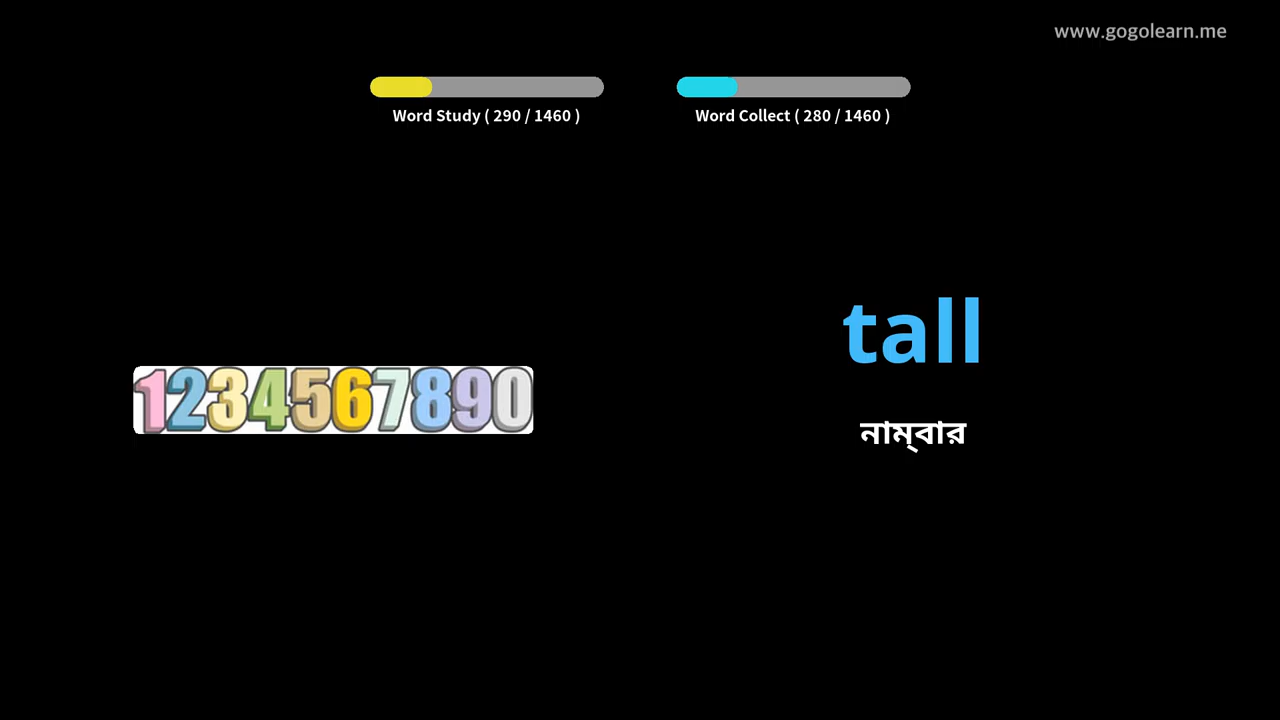 www.gogolearn.me
Word Study ( 290 / 1460 )
Word Collect ( 280 / 1460 )
1234567890
tall
নাম্বার